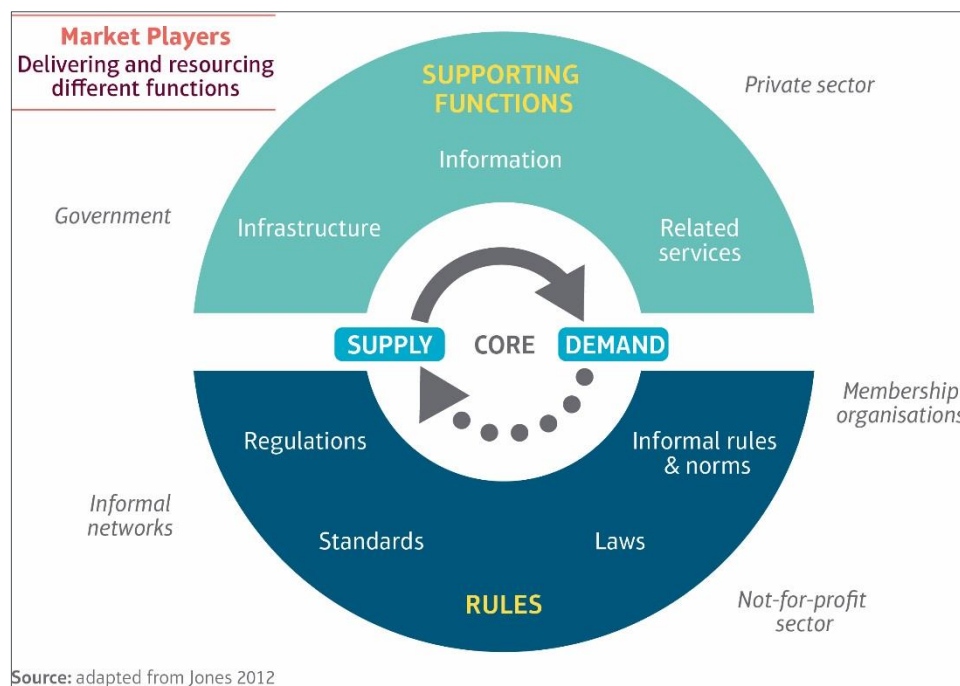 Market Players
Delivering and resourcing
different functions
SUPPORTING
FUNCTIONS
Private sector
Information
Government
Infrastructure
Related
services
SUPPLY
CORE
DEMAND
Membership
organisations
Regulations
Informal rules
& norms
Informal
networks
Standards
Laws
RULES
Not-for-profit
sector
Source: adapted from Jones 2012